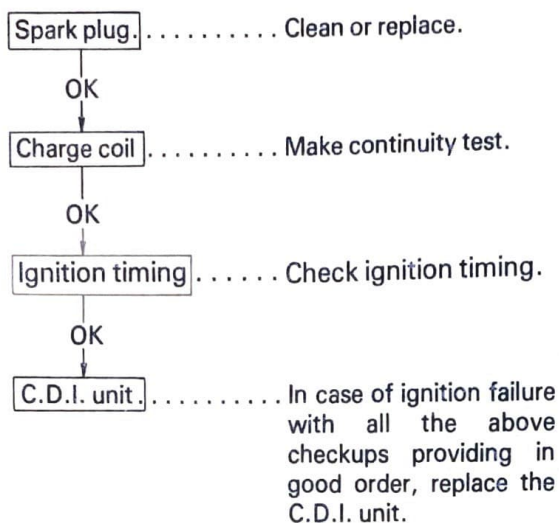 Spark plug. . . . . . . . . . . Clean or replace.
OK
Charge coil . . . . . . . . . . Make continuity test.
OK
Ignition timing . . . . . . Check ignition timing.
OK
C.D.I. unit. . . . . . . . . . . In case of ignition failure
with all the above
checkups providing in
good order, replace the
C.D.I. unit.